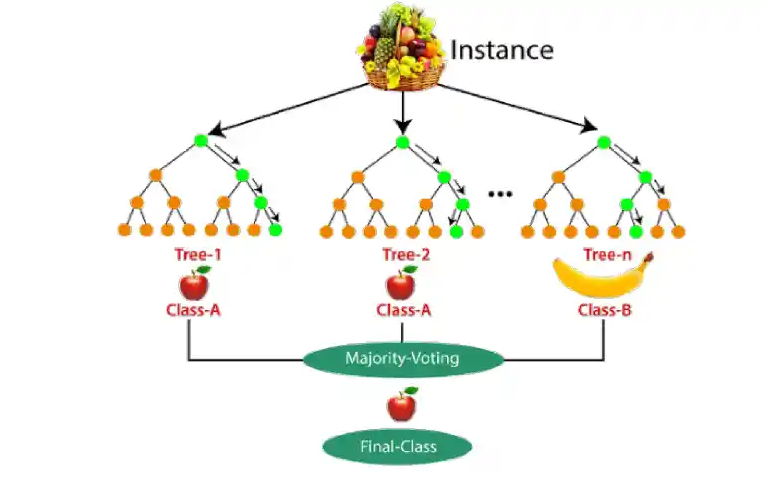 Instance
...
Tree-1
Tree-2
Tree-n
Class-A
Class-A
Class-B
Majority-Voting
Final-Class